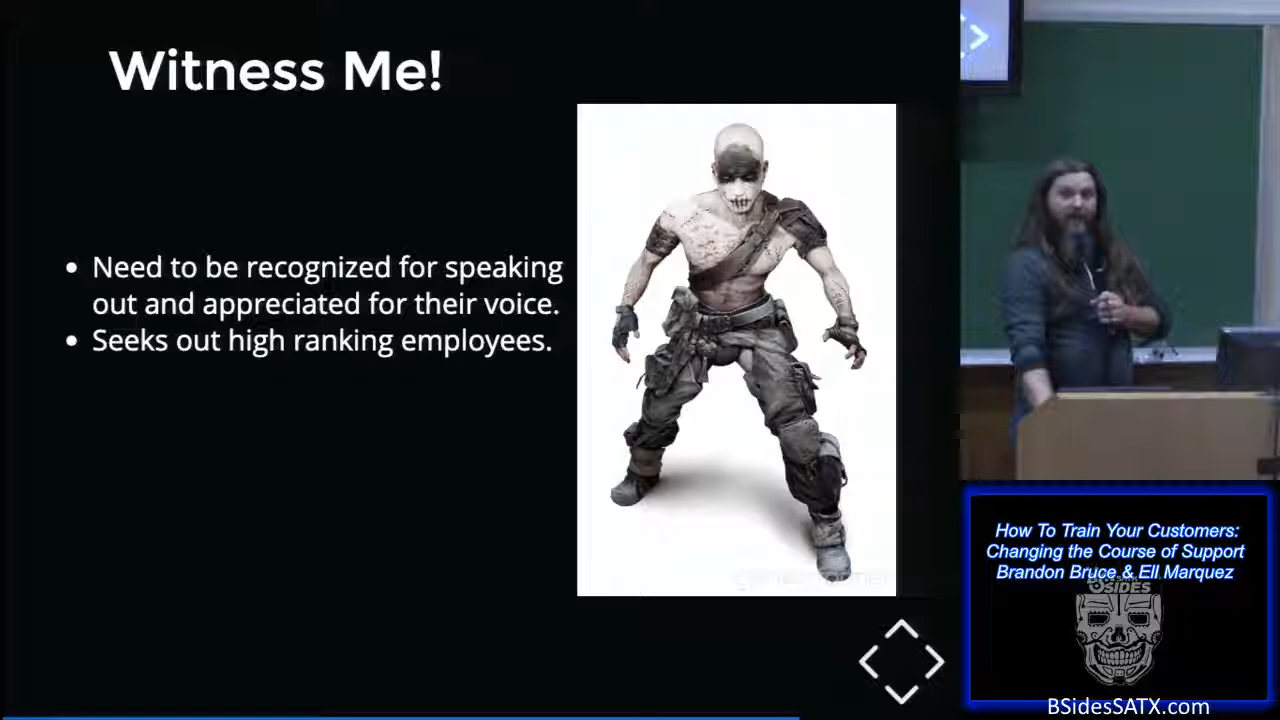 Witness Me!
• Need to be recognized for speaking
out and appreciated for their voice.
• Seeks out high ranking employees.
How To Train Your Customers:
Changing the Course of Support
Brandon Bruce & Ell Marquez
BSIDES
BSidesSATX.com